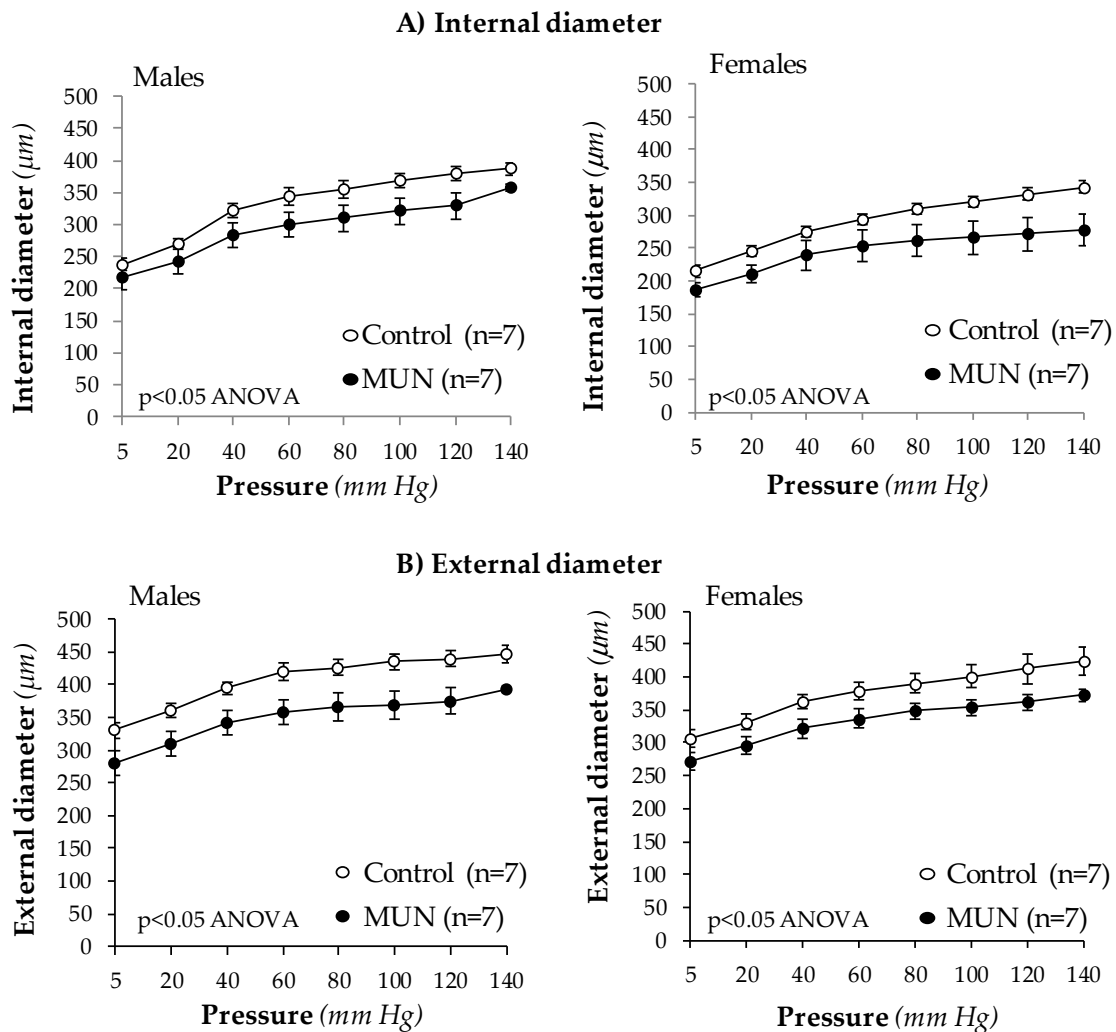 A) Internal diameter
Males
Internal diameter (μm)
500
450
400
350
300
250
200
150
100
50
0
Control (n=7)
MUN (n=7)
p<0.05 ANOVA
5 20 40 60 80 100 120 140
Pressure (mm Hg)
Females
Internal diameter (μm)
500
450
400
350
300
250
200
150
100
50
0
Control (n=7)
MUN (n=7)
p<0.05 ANOVA
5 20 40 60 80 100 120 140
Pressure (mm Hg)
B) External diameter
Males
External diameter (μm)
500
450
400
350
300
250
200
150
100
50
0
Control (n=7)
MUN (n=7)
p<0.05 ANOVA
5 20 40 60 80 100 120 140
Pressure (mm Hg)
Females
External diameter (μm)
500
450
400
350
300
250
200
150
100
50
0
Control (n=7)
MUN (n=7)
p<0.05 ANOVA
5 20 40 60 80 100 120 140
Pressure (mm Hg)